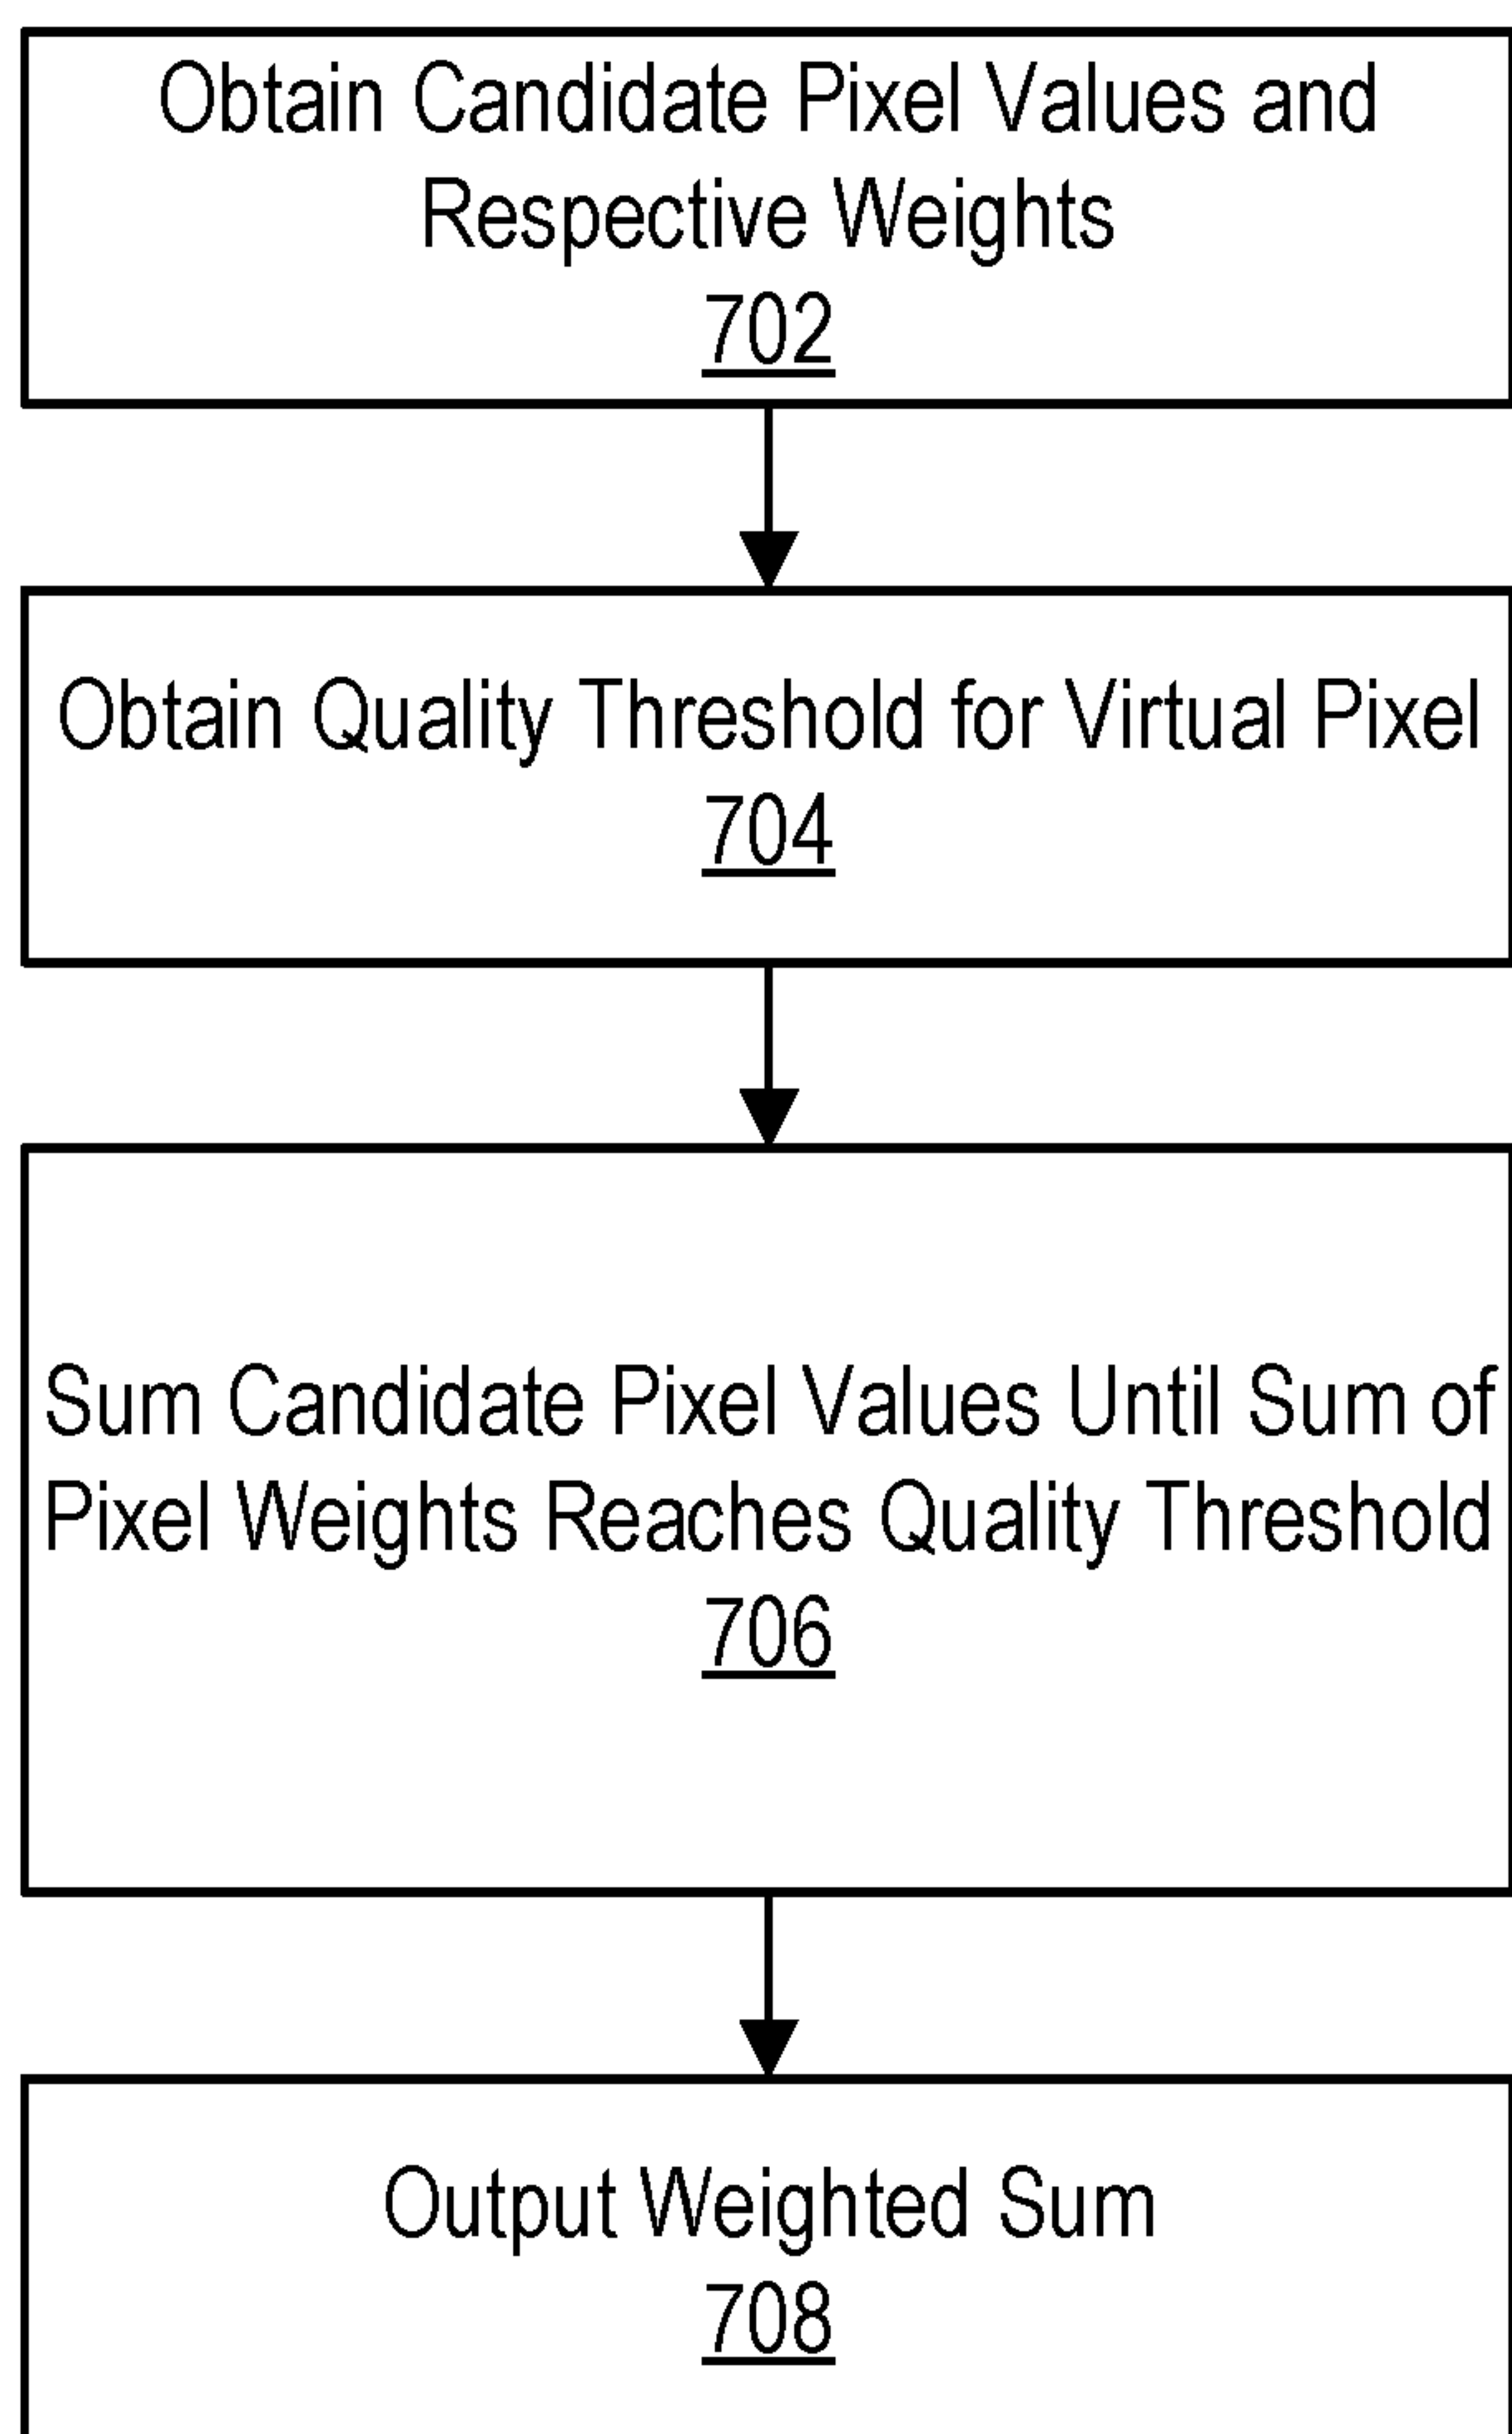 Obtain Candidate Pixel Values and
Respective Weights
702
Obtain Quality Threshold for Virtual Pixel
704
Sum Candidate Pixel Values Until Sum of
Pixel Weights Reaches Quality Threshold
706
Output Weighted Sum
708